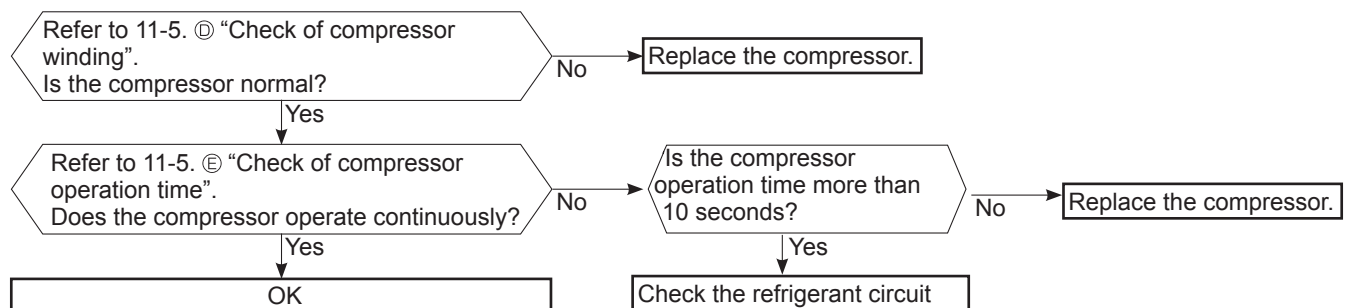 Refer to 11-5. Ⓓ “Check of compressor
winding”.
Is the compressor normal?
No
Replace the compressor.
Yes
Refer to 11-5. Ⓔ “Check of compressor
operation time”.
Does the compressor operate continuously?
No
Is the compressor
operation time more than
10 seconds?
No
Replace the compressor.
Yes
Yes
OK
Check the refrigerant circuit